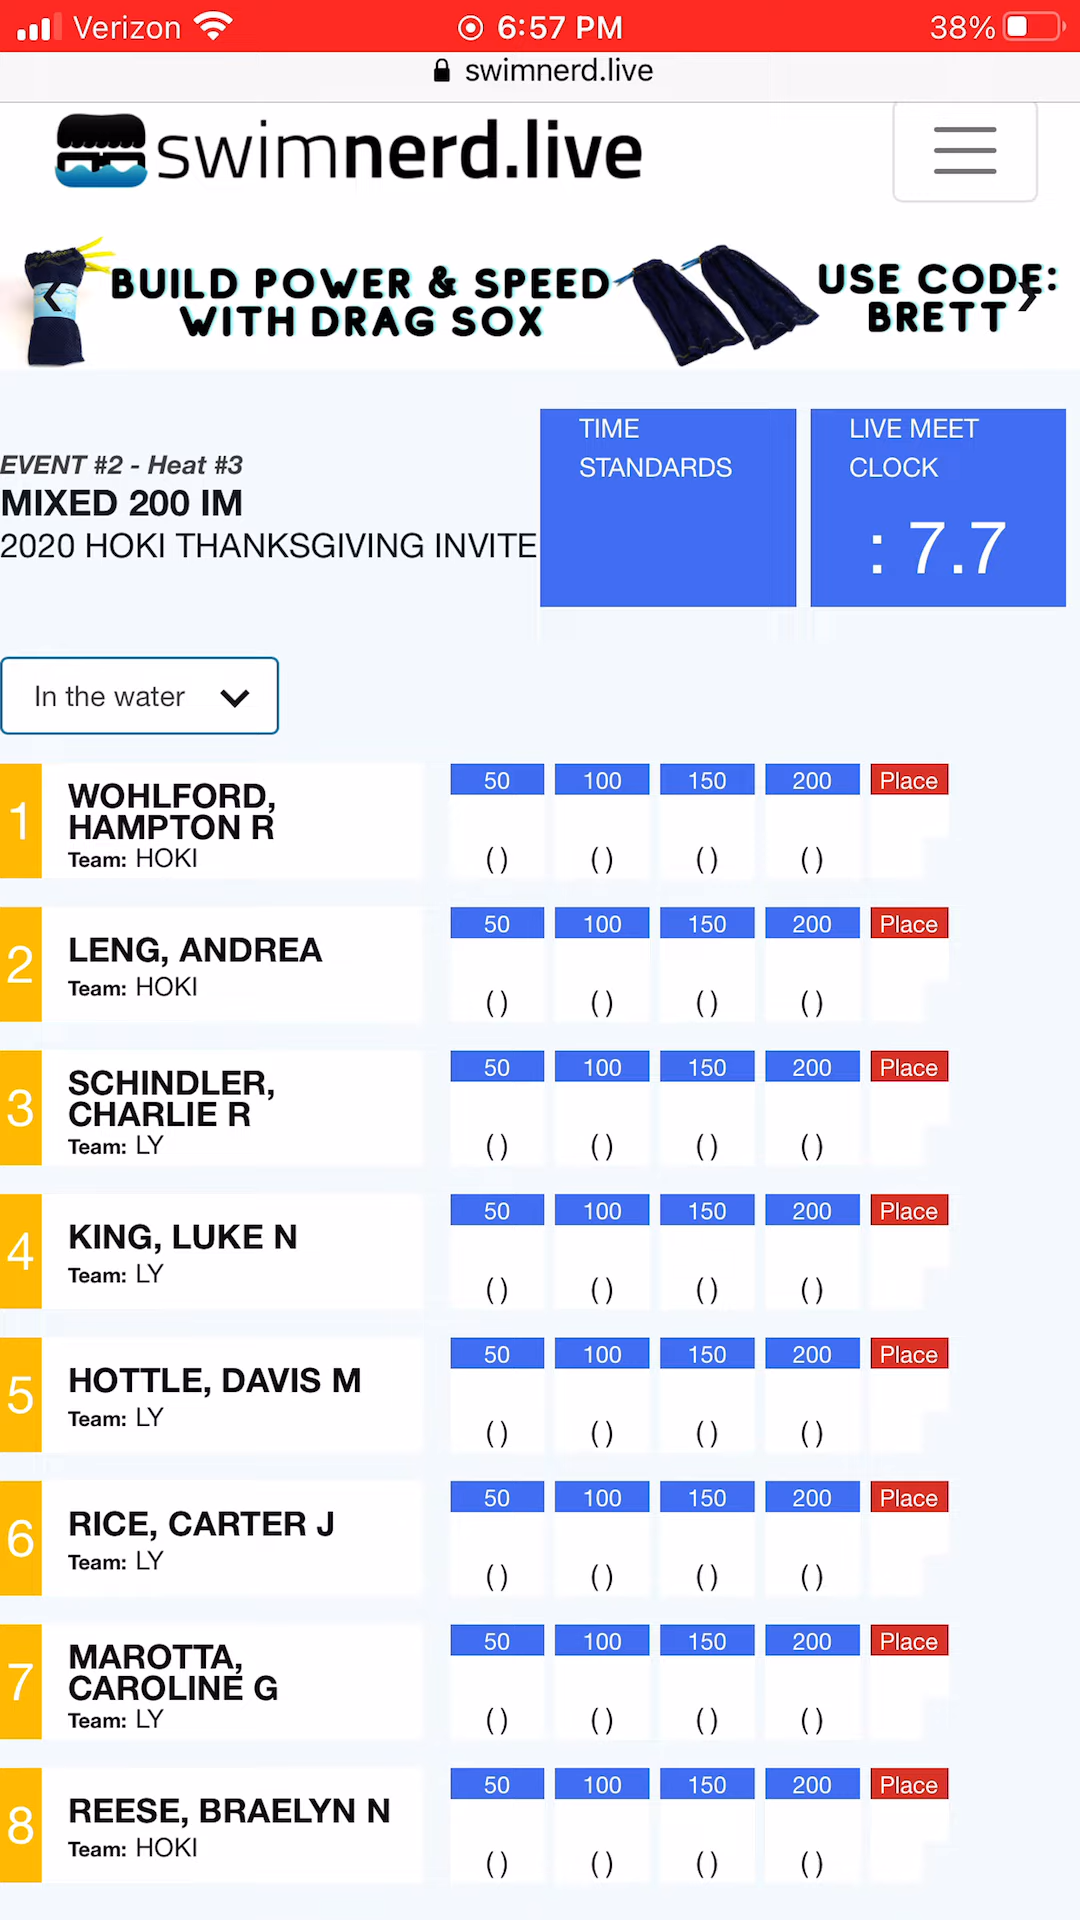 Verizon 6:57 PM 38%
swimnerd.live
swimnerd.live
BUILD POWER & SPEED
WITH DRAG SOX
USE CODE:
BRETT
EVENT #2 - Heat #3
MIXED 200 IM
2020 HOKI THANKSGIVING INVITE
TIME
STANDARDS
LIVE MEET
CLOCK
: 7.7
In the water
1
WOHLFORD,
HAMPTON R
Team: HOKI
50 100 150 200 Place
() () () ()
2
LENG, ANDREA
Team: HOKI
50 100 150 200 Place
() () () ()
3
SCHINDLER,
CHARLIE R
Team: LY
50 100 150 200 Place
() () () ()
4
KING, LUKE N
Team: LY
50 100 150 200 Place
() () () ()
5
HOTTLE, DAVIS M
Team: LY
50 100 150 200 Place
() () () ()
6
RICE, CARTER J
Team: LY
50 100 150 200 Place
() () () ()
7
MAROTTA,
CAROLINE G
Team: LY
50 100 150 200 Place
() () () ()
8
REESE, BRAELYN N
Team: HOKI
50 100 150 200 Place
() () () ()